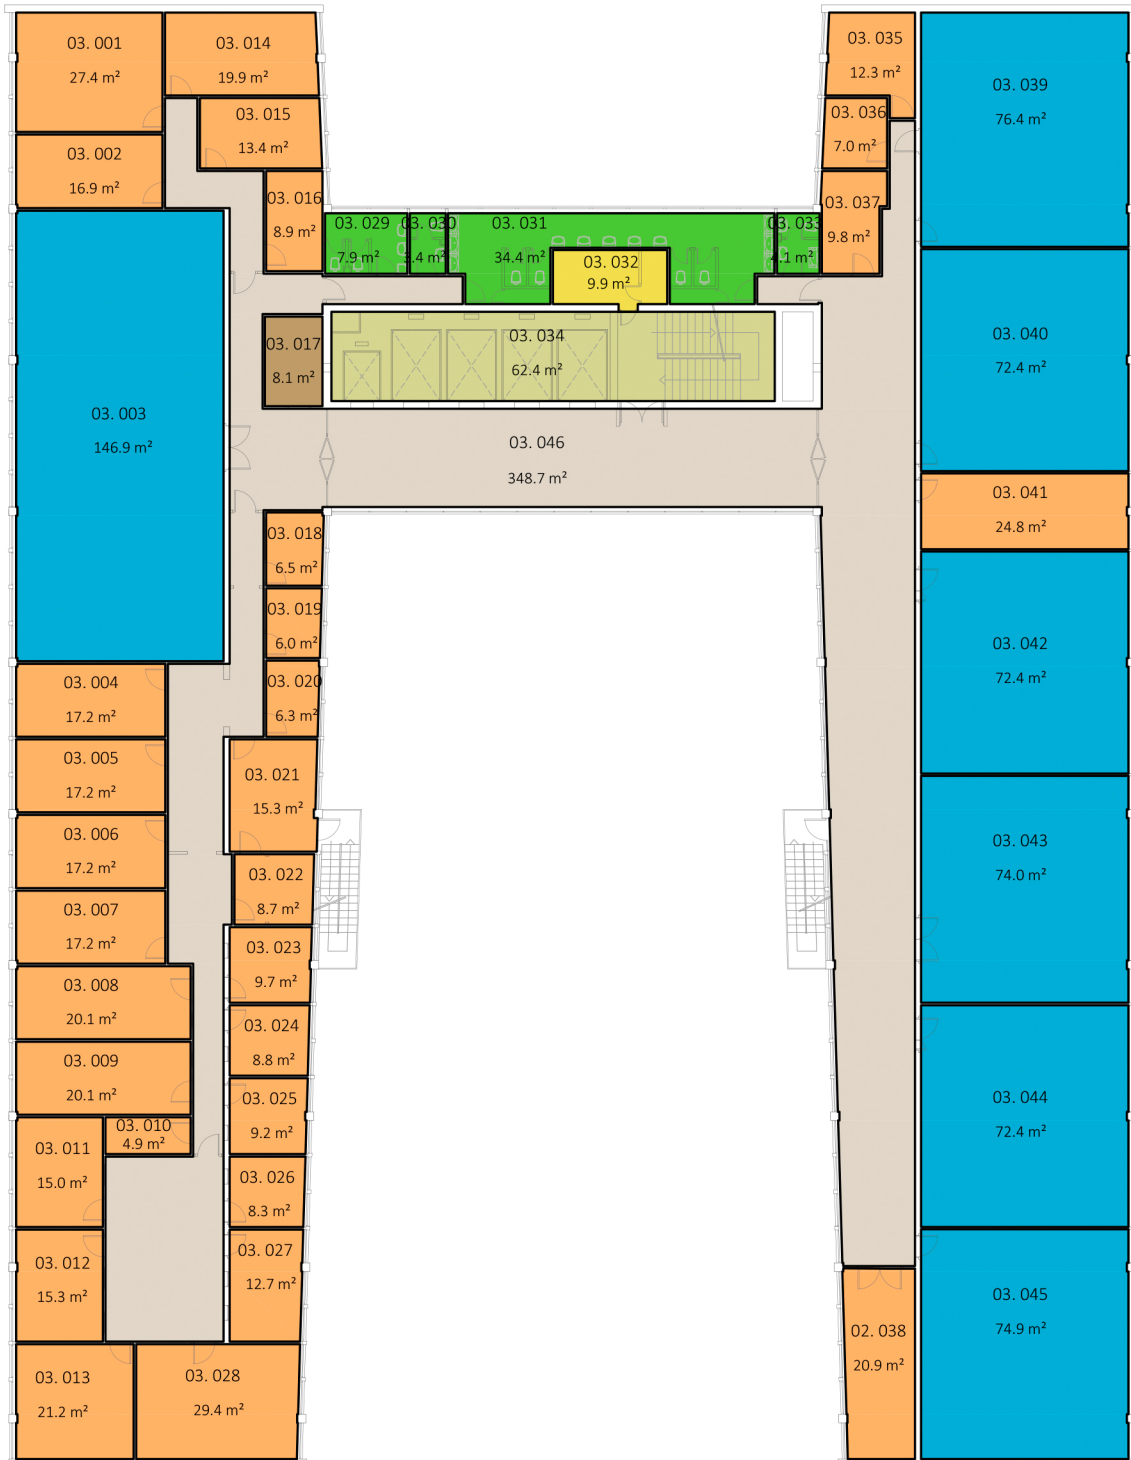 03. 001
27.4 m²
03. 014
19.9 m²
03. 015
13.4 m²
03. 002
16.9 m²
03. 016
8.9 m²
03. 029
7.9 m²
03. 030
3.4 m²
03. 031
34.4 m²
03. 032
9.9 m²
03. 033
4.1 m²
03. 035
12.3 m²
03. 036
7.0 m²
03. 037
9.8 m²
03. 039
76.4 m²
03. 040
72.4 m²
03. 017
8.1 m²
03. 034
62.4 m²
03. 003
146.9 m²
03. 046
348.7 m²
03. 041
24.8 m²
03. 018
6.5 m²
03. 019
6.0 m²
03. 020
6.3 m²
03. 042
72.4 m²
03. 004
17.2 m²
03. 005
17.2 m²
03. 021
15.3 m²
03. 006
17.2 m²
03. 022
8.7 m²
03. 043
74.0 m²
03. 007
17.2 m²
03. 023
9.7 m²
03. 008
20.1 m²
03. 024
8.8 m²
03. 009
20.1 m²
03. 025
9.2 m²
03. 044
72.4 m²
03. 010
4.9 m²
03. 011
15.0 m²
03. 026
8.3 m²
03. 012
15.3 m²
03. 027
12.7 m²
03. 045
74.9 m²
02. 038
20.9 m²
03. 013
21.2 m²
03. 028
29.4 m²